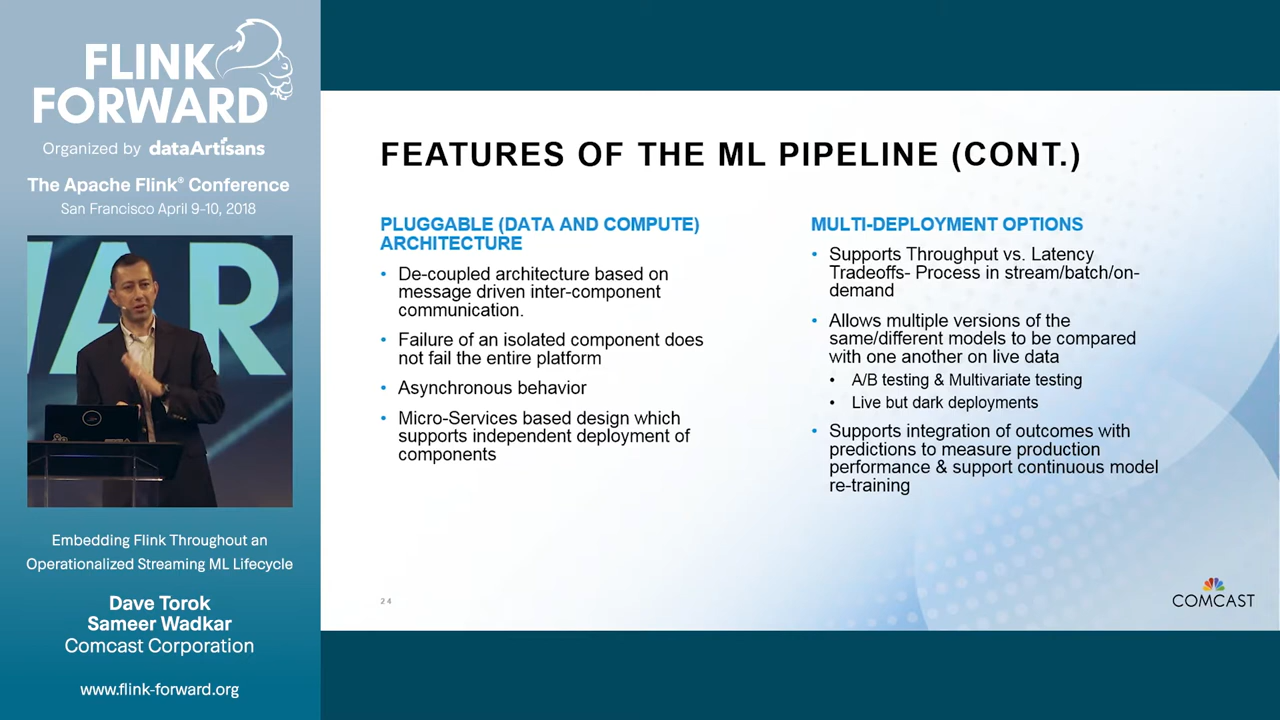 FLINK
FORWARD
Organized by dataArtisans
The Apache Flink® Conference
San Francisco April 9-10, 2018
WAR
Embedding Flink Throughout an
Operationalized Streaming ML Lifecycle
Dave Torok
Sameer Wadkar
Comcast Corporation
www.flink-forward.org
FEATURES OF THE ML PIPELINE (CONT.)
PLUGGABLE (DATA AND COMPUTE)
ARCHITECTURE
• De-coupled architecture based on
message driven inter-component
communication.
• Failure of an isolated component does
not fail the entire platform
• Asynchronous behavior
• Micro-Services based design which
supports independent deployment of
components
MULTI-DEPLOYMENT OPTIONS
• Supports Throughput vs. Latency
Tradeoffs- Process in stream/batch/on-
demand
• Allows multiple versions of the
same/different models to be compared
with one another on live data
• A/B testing & Multivariate testing
• Live but dark deployments
• Supports integration of outcomes with
predictions to measure production
performance & support continuous model
re-training
24
COMCAST